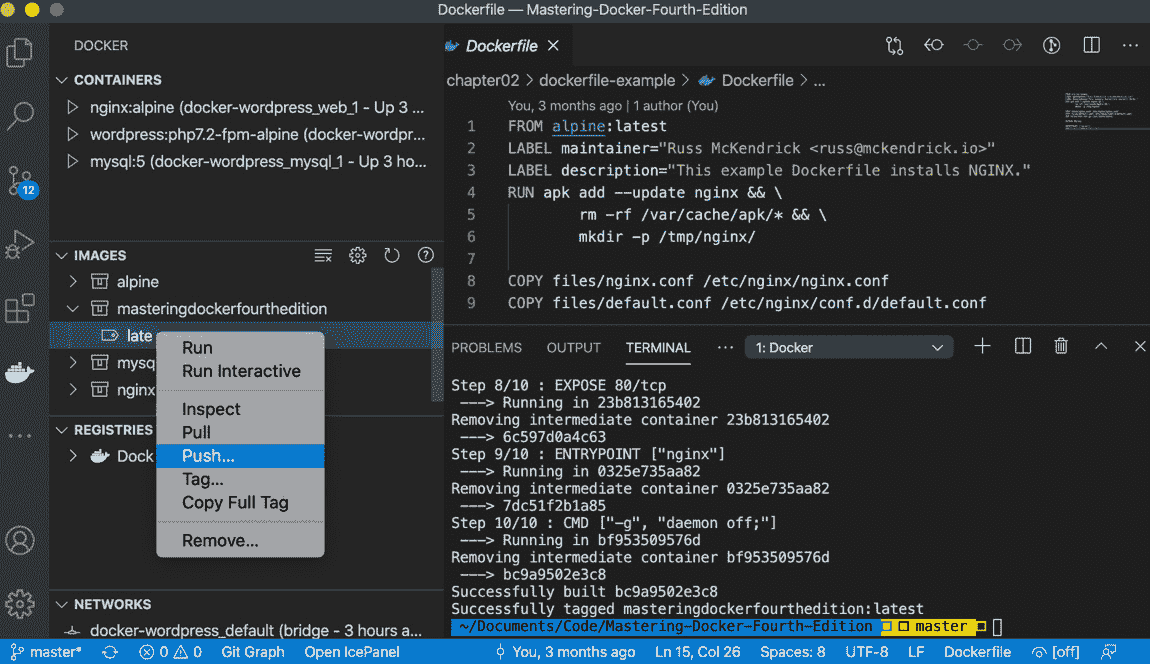 Dockerfile — Mastering-Docker-Fourth-Edition
DOCKER
CONTAINERS
nginx:alpine (docker-wordpress_web_1 - Up 3 ...
wordpress:php7.2-fpm-alpine (docker-wordpr...
mysql:5 (docker-wordpress_mysql_1 - Up 3 ho...
12
IMAGES
alpine
masteringdockerfourthedition
late
mysq
nginx
Run
Run Interactive
Inspect
Pull
Push...
Tag...
Copy Full Tag
Remove...
REGISTRIES
Dock
NETWORKS
docker-wordpress_default (bridge - 3 hours a...
Dockerfile
chapter02 > dockerfile-example > Dockerfile > ...
You, 3 months ago | 1 author (You)
1 FROM alpine:latest
2 LABEL maintainer="Russ McKendrick <russ@mckendrick.io>"
3 LABEL description="This example Dockerfile installs NGINX."
4 RUN apk add --update nginx && \
5 rm -rf /var/cache/apk/* && \
6 mkdir -p /tmp/nginx/
7
8 COPY files/nginx.conf /etc/nginx/nginx.conf
9 COPY files/default.conf /etc/nginx/conf.d/default.conf
PROBLEMS OUTPUT TERMINAL ... 1: Docker
Step 8/10 : EXPOSE 80/tcp
---> Running in 23b813165402
Removing intermediate container 23b813165402
---> 6c597d0a4c63
Step 9/10 : ENTRYPOINT ["nginx"]
---> Running in 0325e735aa82
Removing intermediate container 0325e735aa82
---> 7dc51f2b1a85
Step 10/10 : CMD ["-g", "daemon off;"]
---> Running in bf953509576d
Removing intermediate container bf953509576d
---> bc9a9502e3c8
Successfully built bc9a9502e3c8
Successfully tagged masteringdockerfourthedition:latest
~/Documents/Code/Mastering-Docker-Fourth-Edition master
master* 0 0 Git Graph Open IcePanel You, 3 months ago Ln 15, Col 26 Spaces: 8 UTF-8 LF Dockerfile [off]